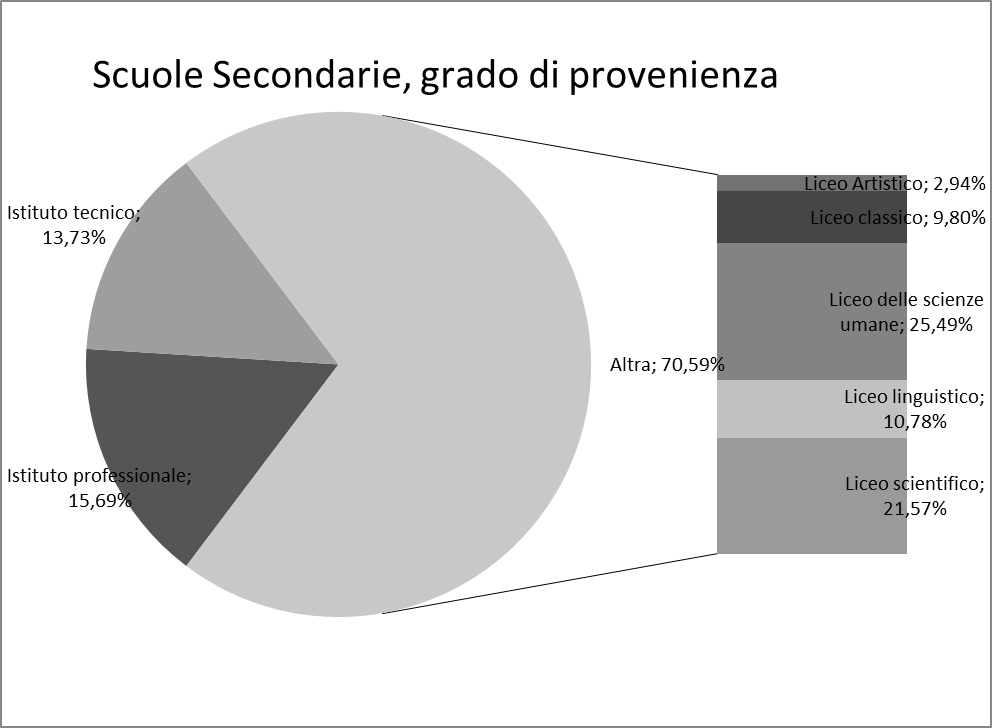 Scuole Secondarie, grado di provenienza
Istituto tecnico;
13,73%
Istituto professionale;
15,69%
Altra; 70,59%
Liceo Artistico; 2,94%
Liceo classico; 9,80%
Liceo delle scienze
umane; 25,49%
Liceo linguistico;
10,78%
Liceo scientifico;
21,57%